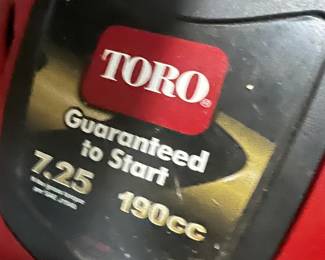 TORO®
Guaranteed
to Start
7.25
190cc